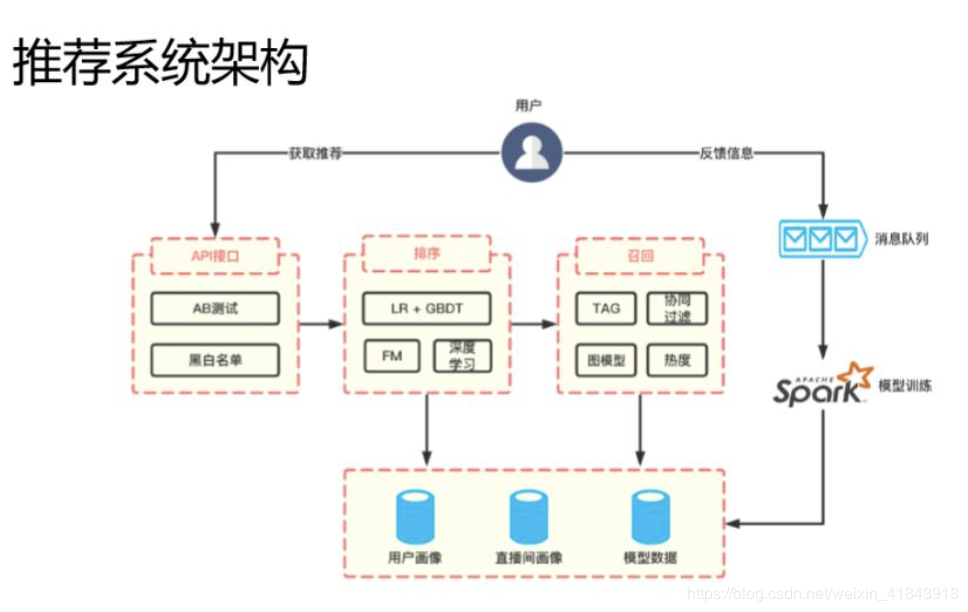 推荐系统架构
用户
获取推荐
反馈信息
消息队列
API接口
排序
召回
AB测试
黑白名单
LR + GBDT
FM
深度
学习
TAG
协同
过滤
图模型
热度
APACHE
Spark
模型训练
用户画像
直播间画像
模型数据
https://blog.csdn.net/weixin_41843918